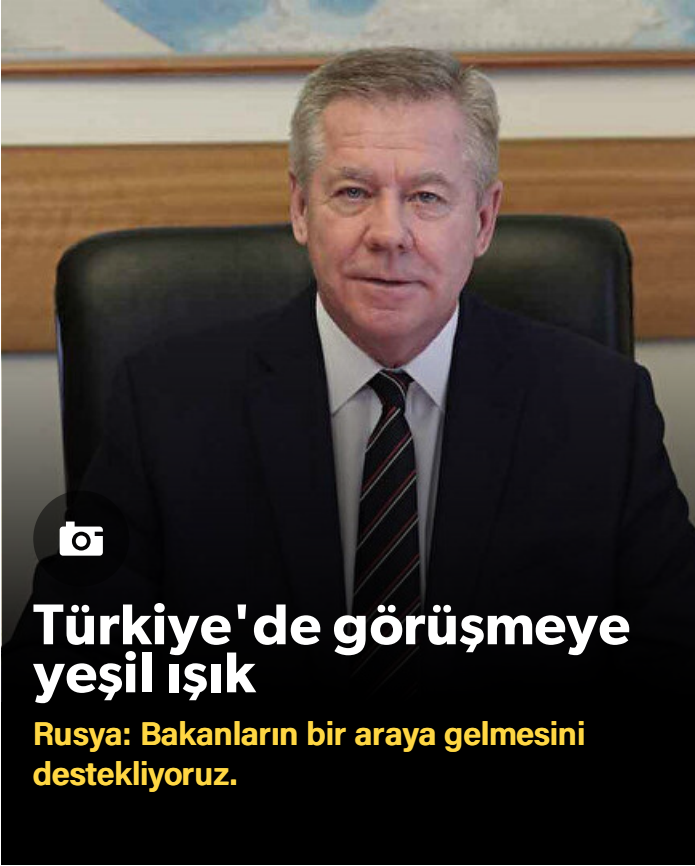 Türkiye'de görüşmeye
yeşil ışık
Rusya: Bakanların bir araya gelmesini
destekliyoruz.